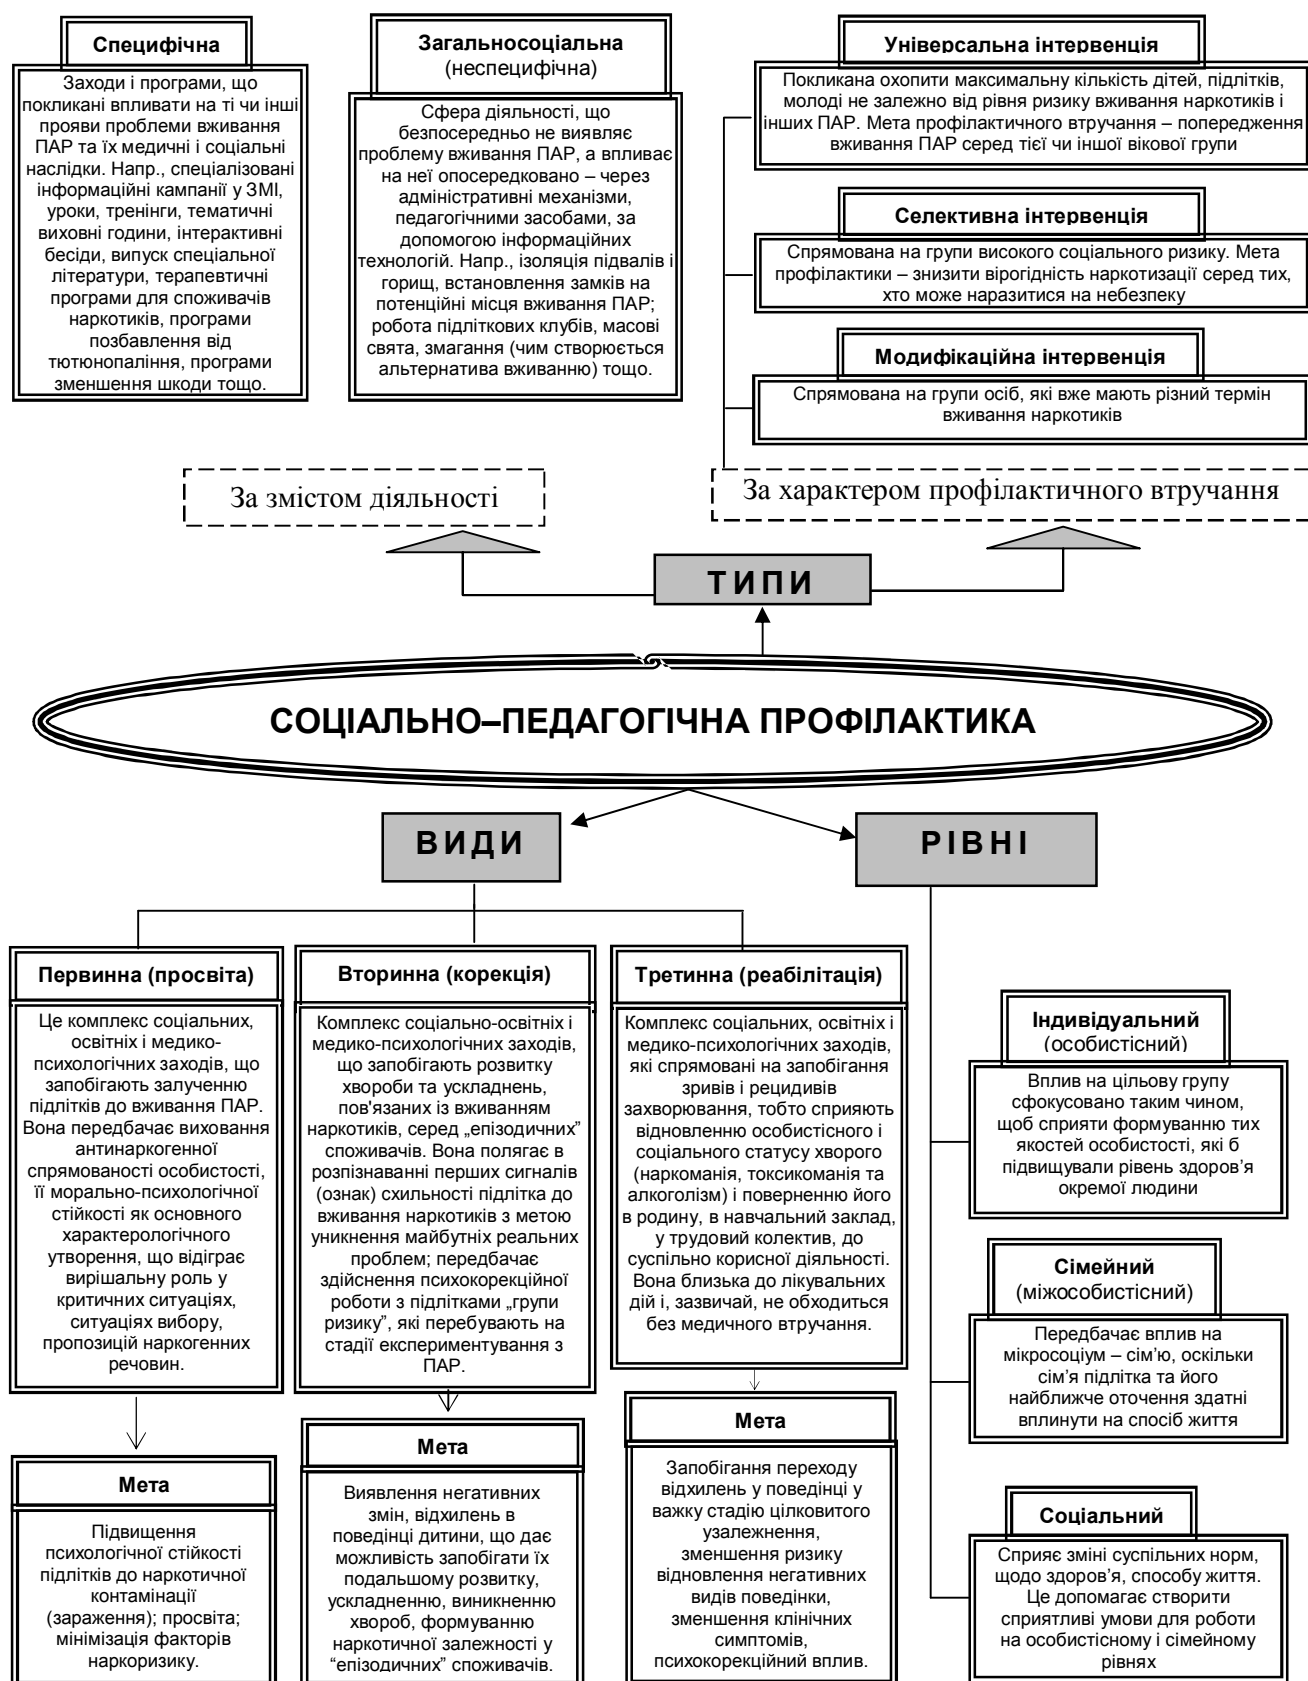 Специфічна
Заходи і програми, що
покликані впливати на ті чи інші
прояви проблеми вживання
ПАР та їх медичні і соціальні
наслідки. Напр., спеціалізовані
інформаційні кампанії у ЗМІ,
уроки, тренінги, тематичні
виховні години, інтерактивні
бесіди, випуск спеціальної
літератури, терапевтичні
програми для споживачів
наркотиків, програми
позбавлення від
тютюнопаління, програми
зменшення шкоди тощо.
Загальносоціальна
(неспецифічна)
Сфера діяльності, що
безпосередньо не виявляє
проблему вживання ПАР, а впливає
на неї опосередковано – через
адміністративні механізми,
педагогічними засобами, за
допомогою інформаційних
технологій. Напр., ізоляція підвалів і
горищ, встановлення замків на
потенційні місця вживання ПАР;
робота підліткових клубів, масові
свята, змагання (чим створюється
альтернатива вживанню) тощо.
Універсальна інтервенція
Покликана охопити максимальну кількість дітей, підлітків,
молоді не залежно від рівня ризику вживання наркотиків і
інших ПАР. Мета профілактичного втручання – попередження
вживання ПАР серед тієї чи іншої вікової групи
Селективна інтервенція
Спрямована на групи високого соціального ризику. Мета
профілактики – знизити вірогідність наркотизації серед тих,
хто може наразитися на небезпеку
Модифікаційна інтервенція
Спрямована на групи осіб, які вже мають різний термін
вживання наркотиків
За змістом діяльності
За характером профілактичного втручання
ТИПИ
СОЦІАЛЬНО–ПЕДАГОГІЧНА ПРОФІЛАКТИКА
ВИДИ
РІВНІ
Первинна (просвіта)
Це комплекс соціальних,
освітніх і медико-
психологічних заходів, що
запобігають залученню
підлітків до вживання ПАР.
Вона передбачає виховання
антинаркогенної
спрямованості особистості,
її морально-психологічної
стійкості як основного
характерологічного
утворення, що відіграє
вирішальну роль у
критичних ситуаціях,
ситуаціях вибору,
пропозицій наркогенних
речовин.
Мета
Підвищення
психологічної стійкості
підлітків до наркотичної
контамінації
(зараження); просвіта;
мінімізація факторів
наркоризику.
Вторинна (корекція)
Комплекс соціально-освітніх і
медико-психологічних заходів,
що запобігають розвитку
хвороби та ускладнень,
пов'язаних із вживанням
наркотиків, серед „епізодичних”
споживачів. Вона полягає в
розпізнаванні перших сигналів
(ознак) схильності підлітка до
вживання наркотиків з метою
уникнення майбутніх реальних
проблем; передбачає
здійснення психокорекційної
роботи з підлітками „групи
ризику”, які перебувають на
стадії експериментування з
ПАР.
Мета
Виявлення негативних
змін, відхилень в
поведінці дитини, що дає
можливість запобігати їх
подальшому розвитку,
ускладненню, виникненню
хвороб, формуванню
наркотичної залежності у
“епізодичних” споживачів.
Третинна (реабілітація)
Комплекс соціальних, освітніх і
медико-психологічних заходів,
які спрямовані на запобігання
зривів і рецидивів
захворювання, тобто сприяють
відновленню особистісного і
соціального статусу хворого
(наркоманія, токсикоманія та
алкоголізм) і поверненню його
в родину, в навчальний заклад,
у трудовий колектив, до
суспільно корисної діяльності.
Вона близька до лікувальних
дій і, зазвичай, не обходиться
без медичного втручання.
Мета
Запобігання переходу
відхилень у поведінці у
важку стадію цілковитого
узалежнення,
зменшення ризику
відновлення негативних
видів поведінки,
зменшення клінічних
симптомів,
психокорекційний вплив.
Індивідуальний
(особистісний)
Вплив на цільову групу
сфокусовано таким чином,
щоб сприяти формуванню тих
якостей особистості, які б
підвищували рівень здоров’я
окремої людини
Сімейний
(міжособистісний)
Передбачає вплив на
мікросоціум – сім’ю, оскільки
сім’я підлітка та його
найближче оточення здатні
вплинути на спосіб життя
Соціальний
Сприяє зміні суспільних норм,
щодо здоров’я, способу життя.
Це допомагає створити
сприятливі умови для роботи
на особистісному і сімейному
рівнях